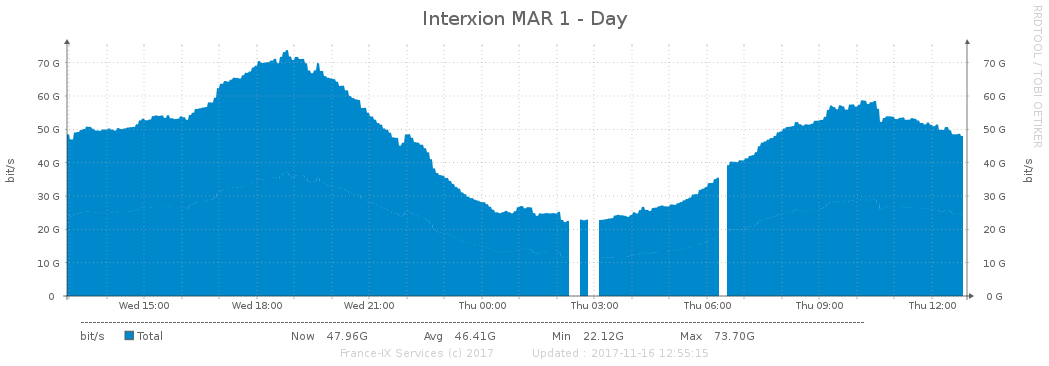 Interxion MAR 1 - Day
RRDTOOL / TOBI OETIKER
bit/s
70 G 70 G
60 G 60 G
50 G 50 G
40 G 40 G
30 G 30 G
20 G 20 G
10 G 10 G
0 0 G
bit/s
Wed 15:00 Wed 18:00 Wed 21:00 Thu 00:00 Thu 03:00 Thu 06:00 Thu 09:00 Thu 12:00
bit/s Total Now 47.96G Avg 46.41G Min 22.12G Max 73.70G
France-IX Services (c) 2017 Updated : 2017-11-16 12:55:15